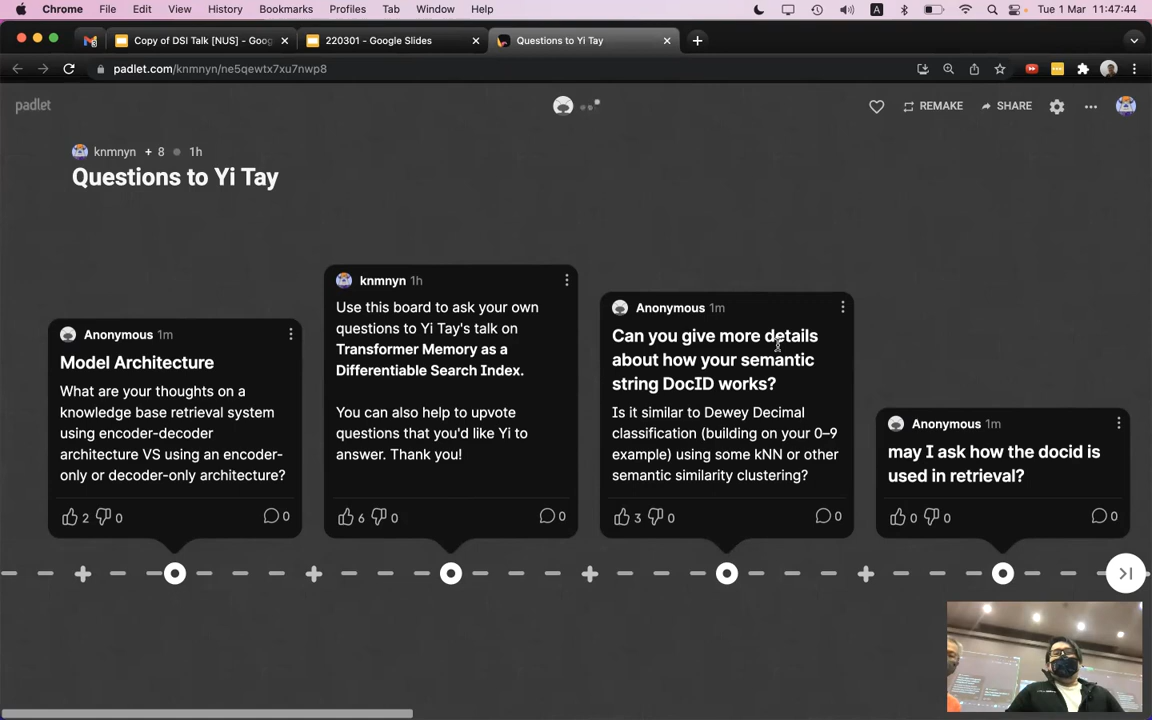 Chrome File Edit View History Bookmarks Profiles Tab Window Help
A Tue 1 Mar 11:47:44
Copy of DSI Talk [NUS] - Goog
220301 - Google Slides
Questions to Yi Tay
padlet.com/knmnyn/ne5qewtx7xu7nwp8
padlet
REMAKE
SHARE
knmnyn + 8 1h
Questions to Yi Tay
Anonymous 1m
Model Architecture
What are your thoughts on a
knowledge base retrieval system
using encoder-decoder
architecture VS using an encoder-
only or decoder-only architecture?
2 0 0
knmnyn 1h
Use this board to ask your own
questions to Yi Tay's talk on
Transformer Memory as a
Differentiable Search Index.
You can also help to upvote
questions that you'd like Yi to
answer. Thank you!
6 0 0
Anonymous 1m
Can you give more details
about how your semantic
string DocID works?
Is it similar to Dewey Decimal
classification (building on your 0–9
example) using some kNN or other
semantic similarity clustering?
3 0 0
Anonymous 1m
may I ask how the docid is
used in retrieval?
0 0 0